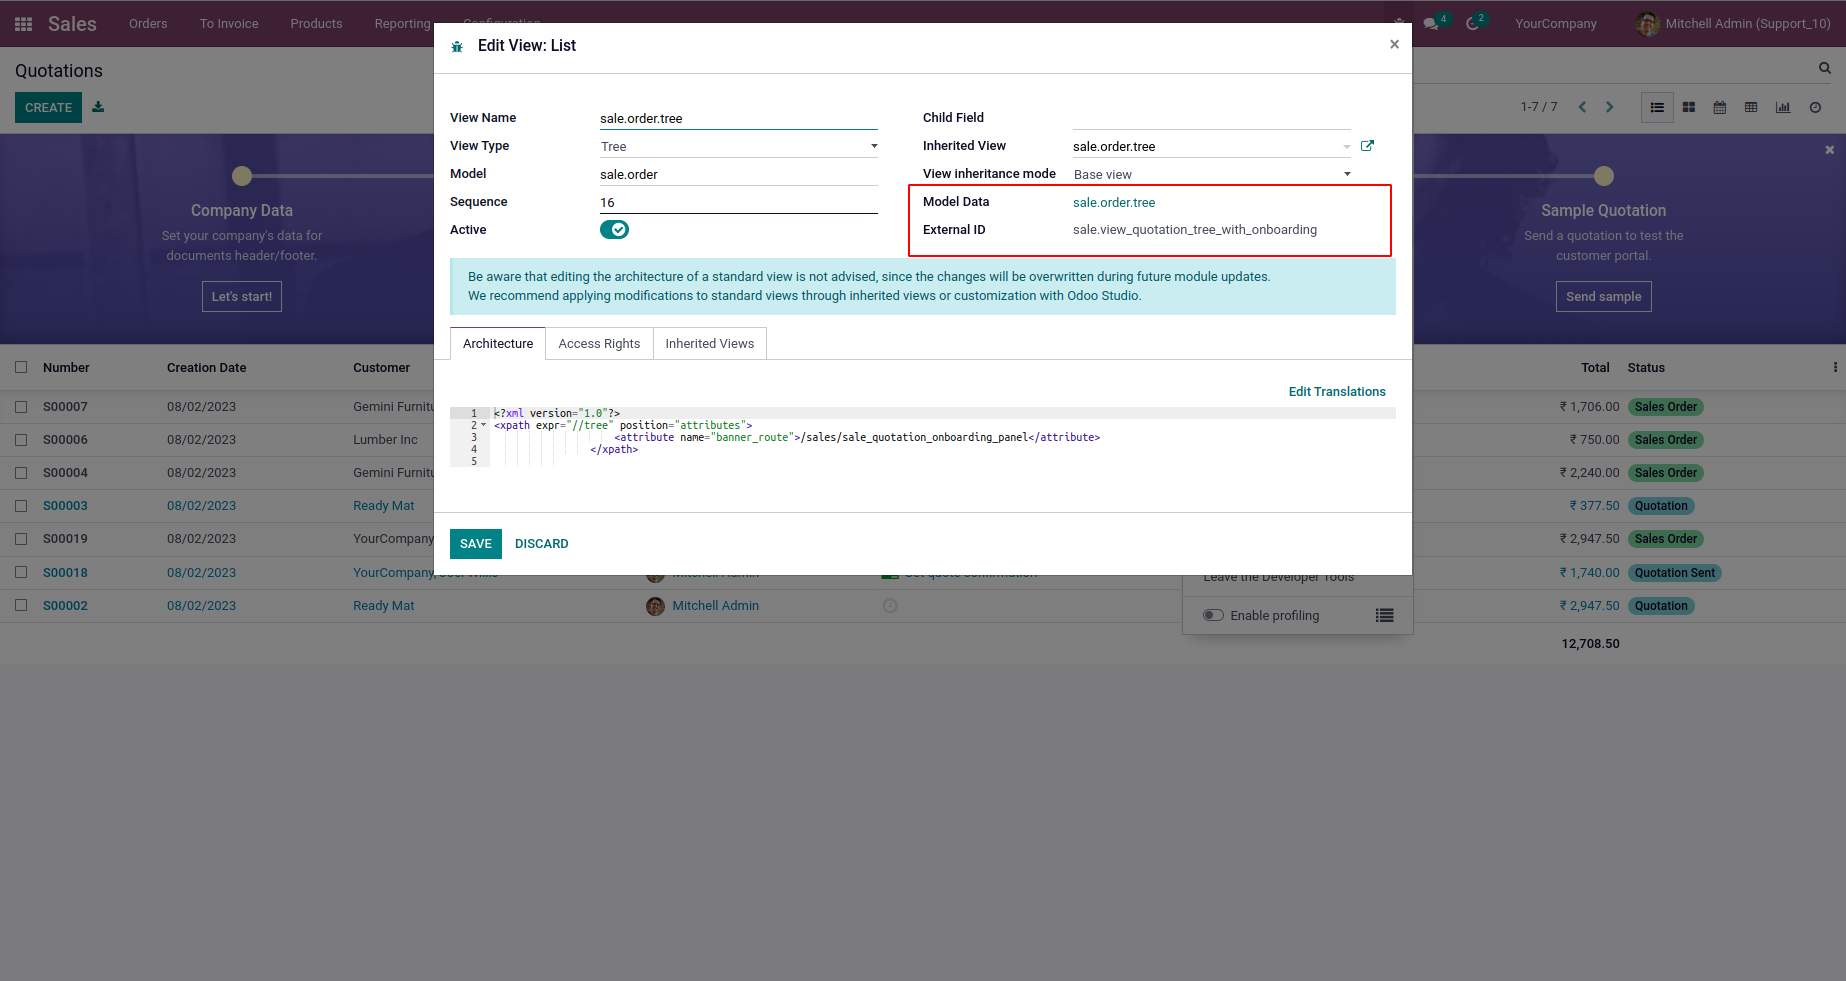 Sales Orders To Invoice Products Reporting Configuration 4 2 YourCompany Mitchell Admin (Support_10)
Quotations
CREATE
1-7 / 7
Company Data
Set your company's data for
documents header/footer.
Let's start!
Sample Quotation
Send a quotation to test the
customer portal.
Send sample
Edit View: List
×
View Name sale.order.tree
View Type Tree
Model sale.order
Sequence 16
Active
Child Field
Inherited View sale.order.tree
View inheritance mode Base view
Model Data sale.order.tree
External ID sale.view_quotation_tree_with_onboarding
Be aware that editing the architecture of a standard view is not advised, since the changes will be overwritten during future module updates.
We recommend applying modifications to standard views through inherited views or customization with Odoo Studio.
Architecture Access Rights Inherited Views
Edit Translations
1 <?xml version="1.0"?>
2 <xpath expr="//tree" position="attributes">
3 <attribute name="banner_route">/sales/sale_quotation_onboarding_panel</attribute>
4 </xpath>
5
SAVE DISCARD
Number Creation Date Customer Total Status
S00007 08/02/2023 Gemini Furnitu ₹ 1,706.00 Sales Order
S00006 08/02/2023 Lumber Inc ₹ 750.00 Sales Order
S00004 08/02/2023 Gemini Furnitu ₹ 2,240.00 Sales Order
S00003 08/02/2023 Ready Mat ₹ 377.50 Quotation
S00019 08/02/2023 YourCompany ₹ 2,947.50 Sales Order
S00018 08/02/2023 YourCompany, Joel Willis Mitchell Admin Get quote confirmation ₹ 1,740.00 Quotation Sent
Leave the Developer Tools
S00002 08/02/2023 Ready Mat Mitchell Admin ₹ 2,947.50 Quotation
Enable profiling
12,708.50